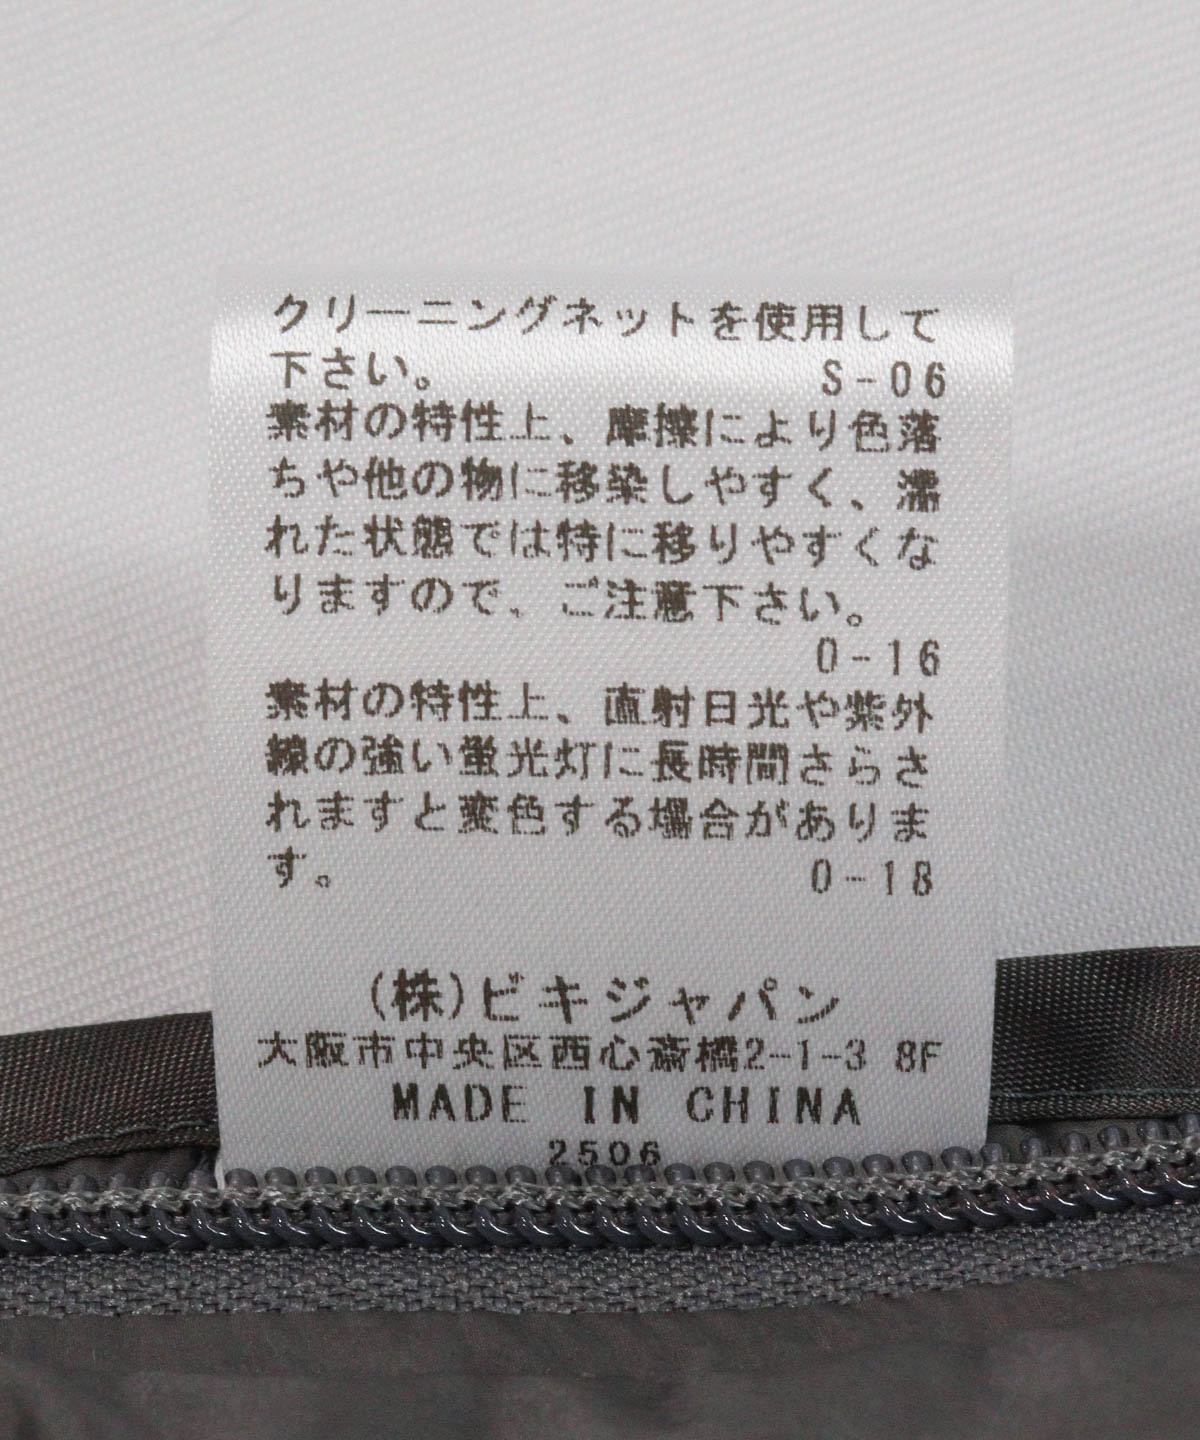 クリーニングネットを使用して
下さい。 S-06
素材の特性上、摩擦により色落
ちや他の物に移染しやすく、濡
れた状態では特に移りやすくな
りますので、ご注意下さい。
0-16
素材の特性上、直射日光や紫外
線の強い蛍光灯に長時間さらさ
れますと変色する場合がありま
す。 0-18
(株)ビキジャパン
大阪市中央区西心斎橋2-1-3 8F
MADE IN CHINA
2506